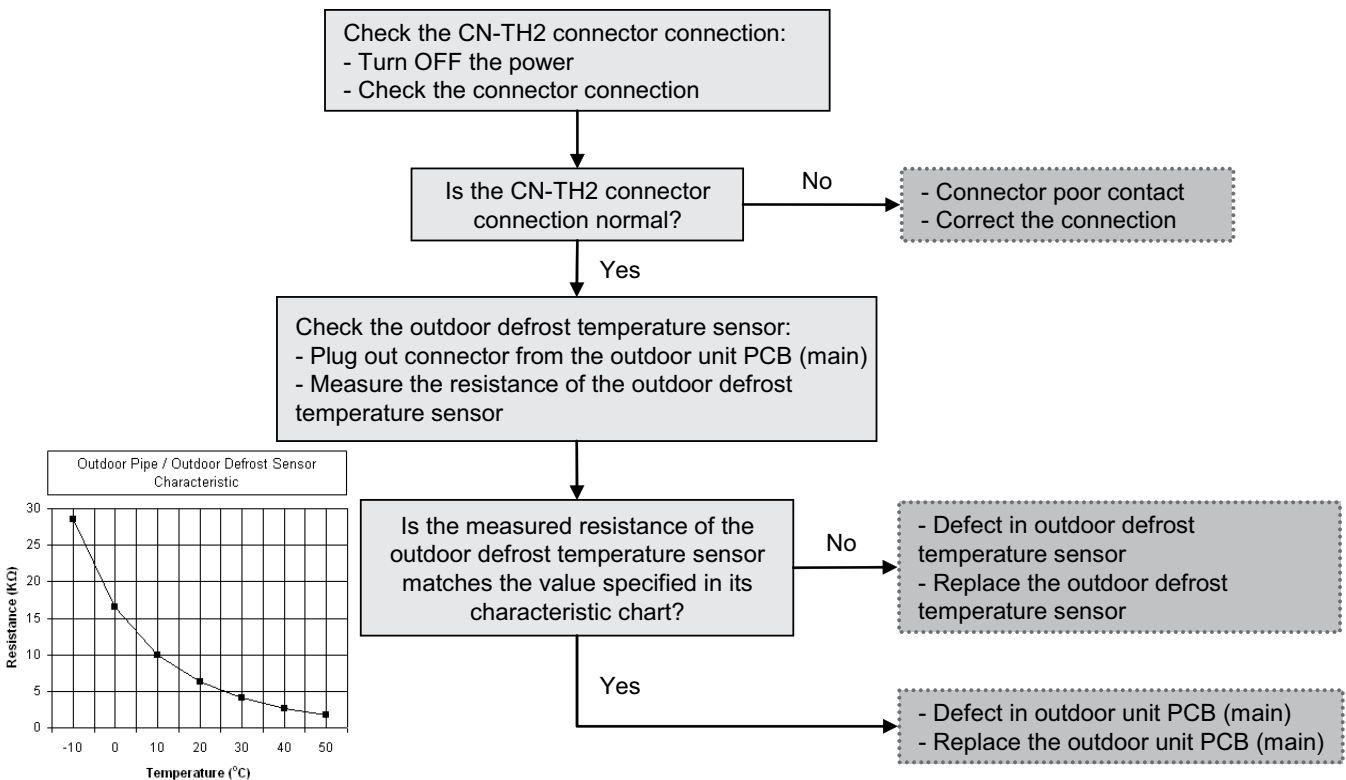 Check the CN-TH2 connector connection:
- Turn OFF the power
- Check the connector connection
Is the CN-TH2 connector
connection normal?
No
- Connector poor contact
- Correct the connection
Yes
Check the outdoor defrost temperature sensor:
- Plug out connector from the outdoor unit PCB (main)
- Measure the resistance of the outdoor defrost
temperature sensor
Outdoor Pipe / Outdoor Defrost Sensor
Characteristic
Resistance (KΩ)
30
25
20
15
10
5
0
-10 0 10 20 30 40 50
Temperature (°C)
Is the measured resistance of the
outdoor defrost temperature sensor
matches the value specified in its
characteristic chart?
No
- Defect in outdoor defrost
temperature sensor
- Replace the outdoor defrost
temperature sensor
Yes
- Defect in outdoor unit PCB (main)
- Replace the outdoor unit PCB (main)